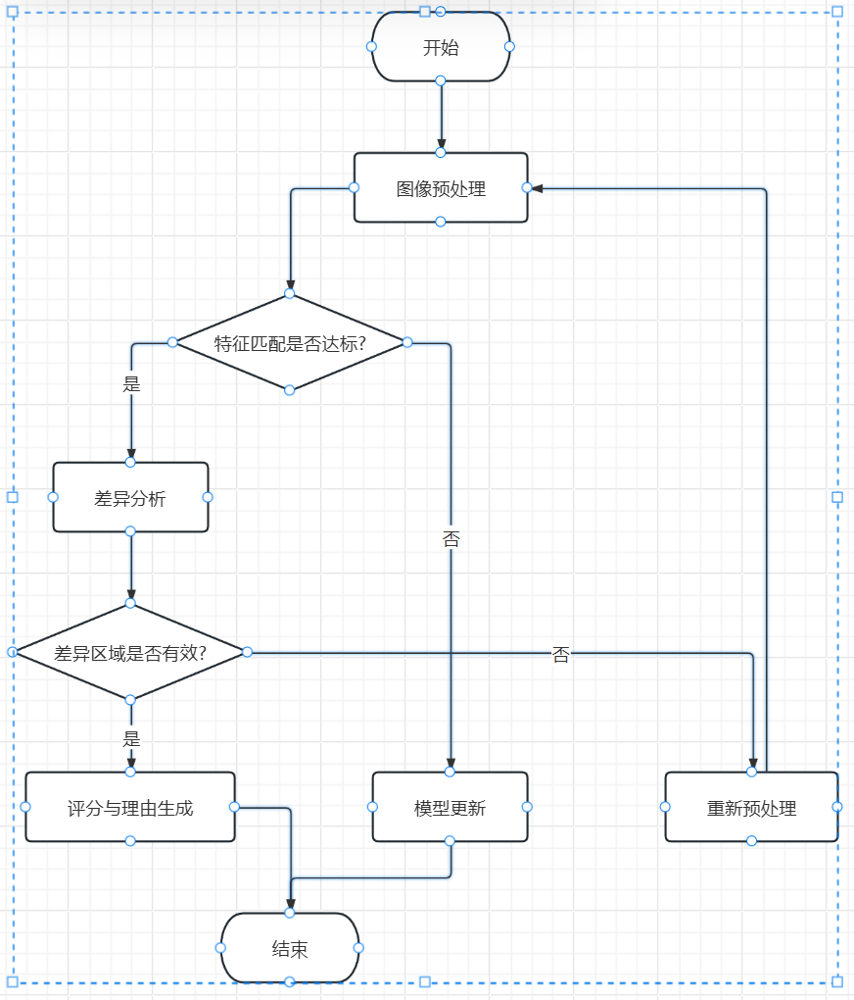 开始
图像预处理
特征匹配是否达标?
是
差异分析
否
差异区域是否有效?
否
是
评分与理由生成
模型更新
重新预处理
结束